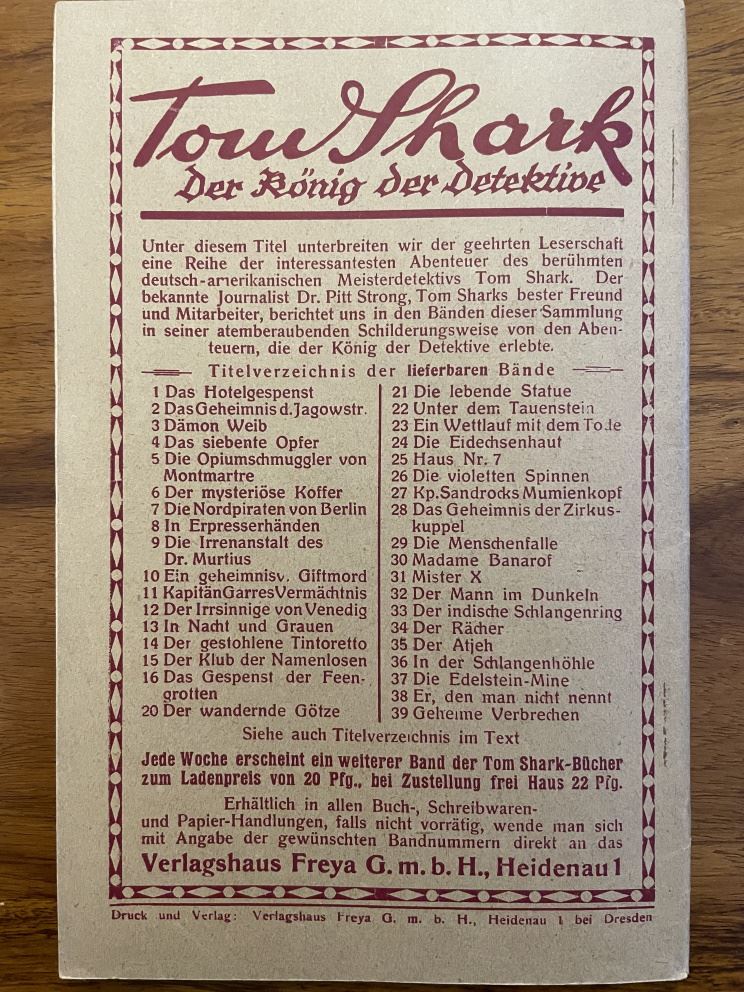 Tom Shark
Der König der Detektive
Unter diesem Titel unterbreiten wir der geehrten Leserschaft
eine Reihe der interessantesten Abenteuer des berühmten
deutsch-amerikanischen Meisterdetektivs Tom Shark. Der
bekannte Journalist Dr. Pitt Strong, Tom Sharks bester Freund
und Mitarbeiter, berichtet uns in den Bänden dieser Sammlung
in seiner atemberaubenden Schilderungsweise von den Aben-
teuern, die der König der Detektive erlebte.
Titelverzeichnis der lieferbaren Bände
1 Das Hotelgespenst
2 Das Geheimnis d. Jagowstr.
3 Dämon Weib
4 Das siebente Opfer
5 Die Opiumschmuggler von
Montmartre
6 Der mysteriöse Koffer
7 Die Nordpiraten von Berlin
8 In Erpresserhänden
9 Die Irrenanstalt des
Dr. Murtius
10 Ein geheimnisv. Giftmord
11 Kapitän Garres Vermächtnis
12 Der Irrsinnige von Venedig
13 In Nacht und Grauen
14 Der gestohlene Tintoretto
15 Der Klub der Namenlosen
16 Das Gespenst der Feen-
grotten
20 Der wandernde Götze
21 Die lebende Statue
22 Unter dem Tauenstein
23 Ein Wettlauf mit dem Tode
24 Die Eidechsenhaut
25 Haus Nr. 7
26 Die violetten Spinnen
27 Kp. Sandrocks Mumienkopf
28 Das Geheimnis der Zirkus-
kuppel
29 Die Menschenfalle
30 Madame Banarof
31 Mister X
32 Der Mann im Dunkeln
33 Der indische Schlangenring
34 Der Rächer
35 Der Atjeh
36 In der Schlangenhöhle
37 Die Edelstein-Mine
38 Er, den man nicht nennt
39 Geheime Verbrechen
Siehe auch Titelverzeichnis im Text
Jede Woche erscheint ein weiterer Band der Tom Shark-Bücher
zum Ladenpreis von 20 Pfg., bei Zustellung frei Haus 22 Pfg.
Erhältlich in allen Buch-, Schreibwaren-
und Papier-Handlungen, falls nicht vorrätig, wende man sich
mit Angabe der gewünschten Bandnummern direkt an das
Verlagshaus Freya G. m. b. H., Heidenau 1
Druck und Verlag: Verlagshaus Freya G. m. b. H., Heidenau 1 bei Dresden